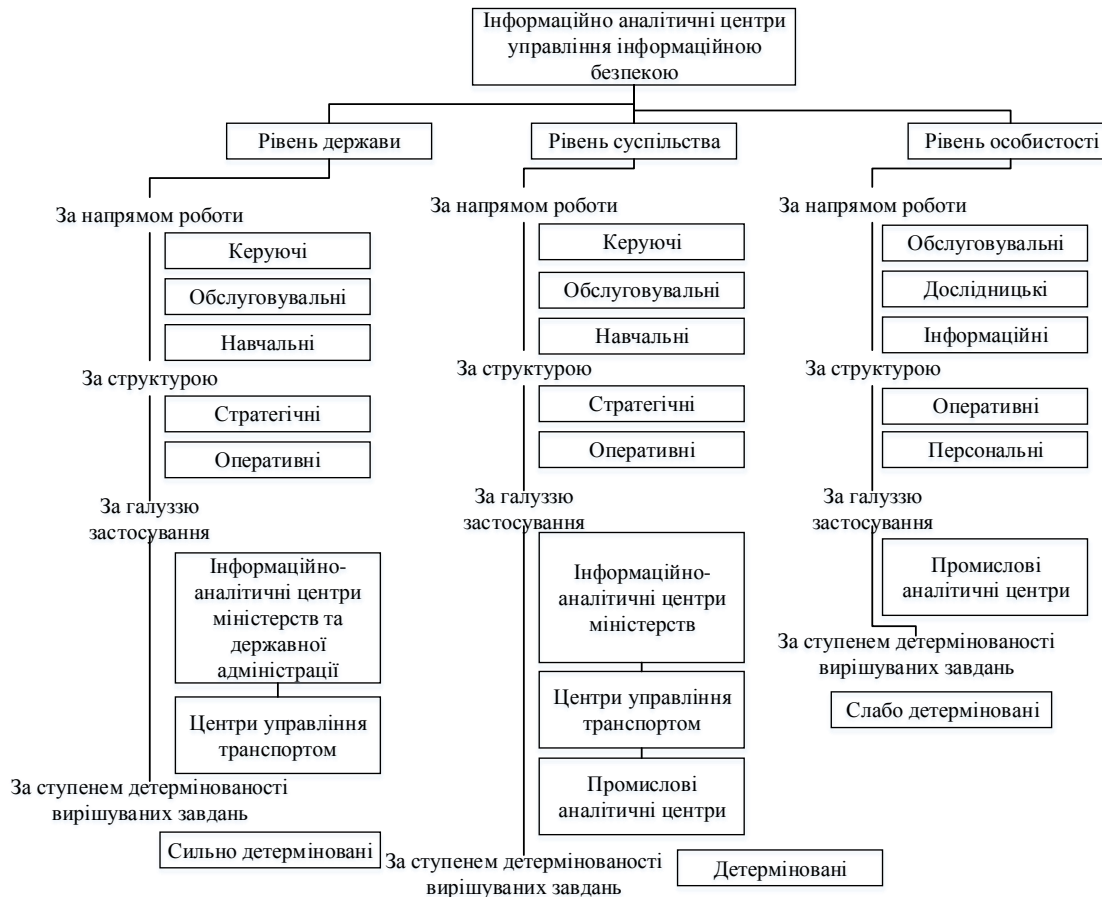 Інформаційно аналітичні центри
управління інформаційною
безпекою
Рівень держави
За напрямом роботи
Керуючі
Обслуговувальні
Навчальні
За структурою
Стратегічні
Оперативні
За галуззю
застосування
Інформаційно-
аналітичні центри
міністерств та
державної
адміністрації
Центри управління
транспортом
За ступенем детермінованості
вирішуваних завдань
Сильно детерміновані
Рівень суспільства
За напрямом роботи
Керуючі
Обслуговувальні
Навчальні
За структурою
Стратегічні
Оперативні
За галуззю
застосування
Інформаційно-
аналітичні центри
міністерств
Центри управління
транспортом
Промислові
аналітичні центри
За ступенем детермінованості
вирішуваних завдань
Детерміновані
Рівень особистості
За напрямом роботи
Обслуговувальні
Дослідницькі
Інформаційні
За структурою
Оперативні
Персональні
За галуззю
застосування
Промислові
аналітичні центри
За ступенем детермінованості
вирішуваних завдань
Слабо детерміновані